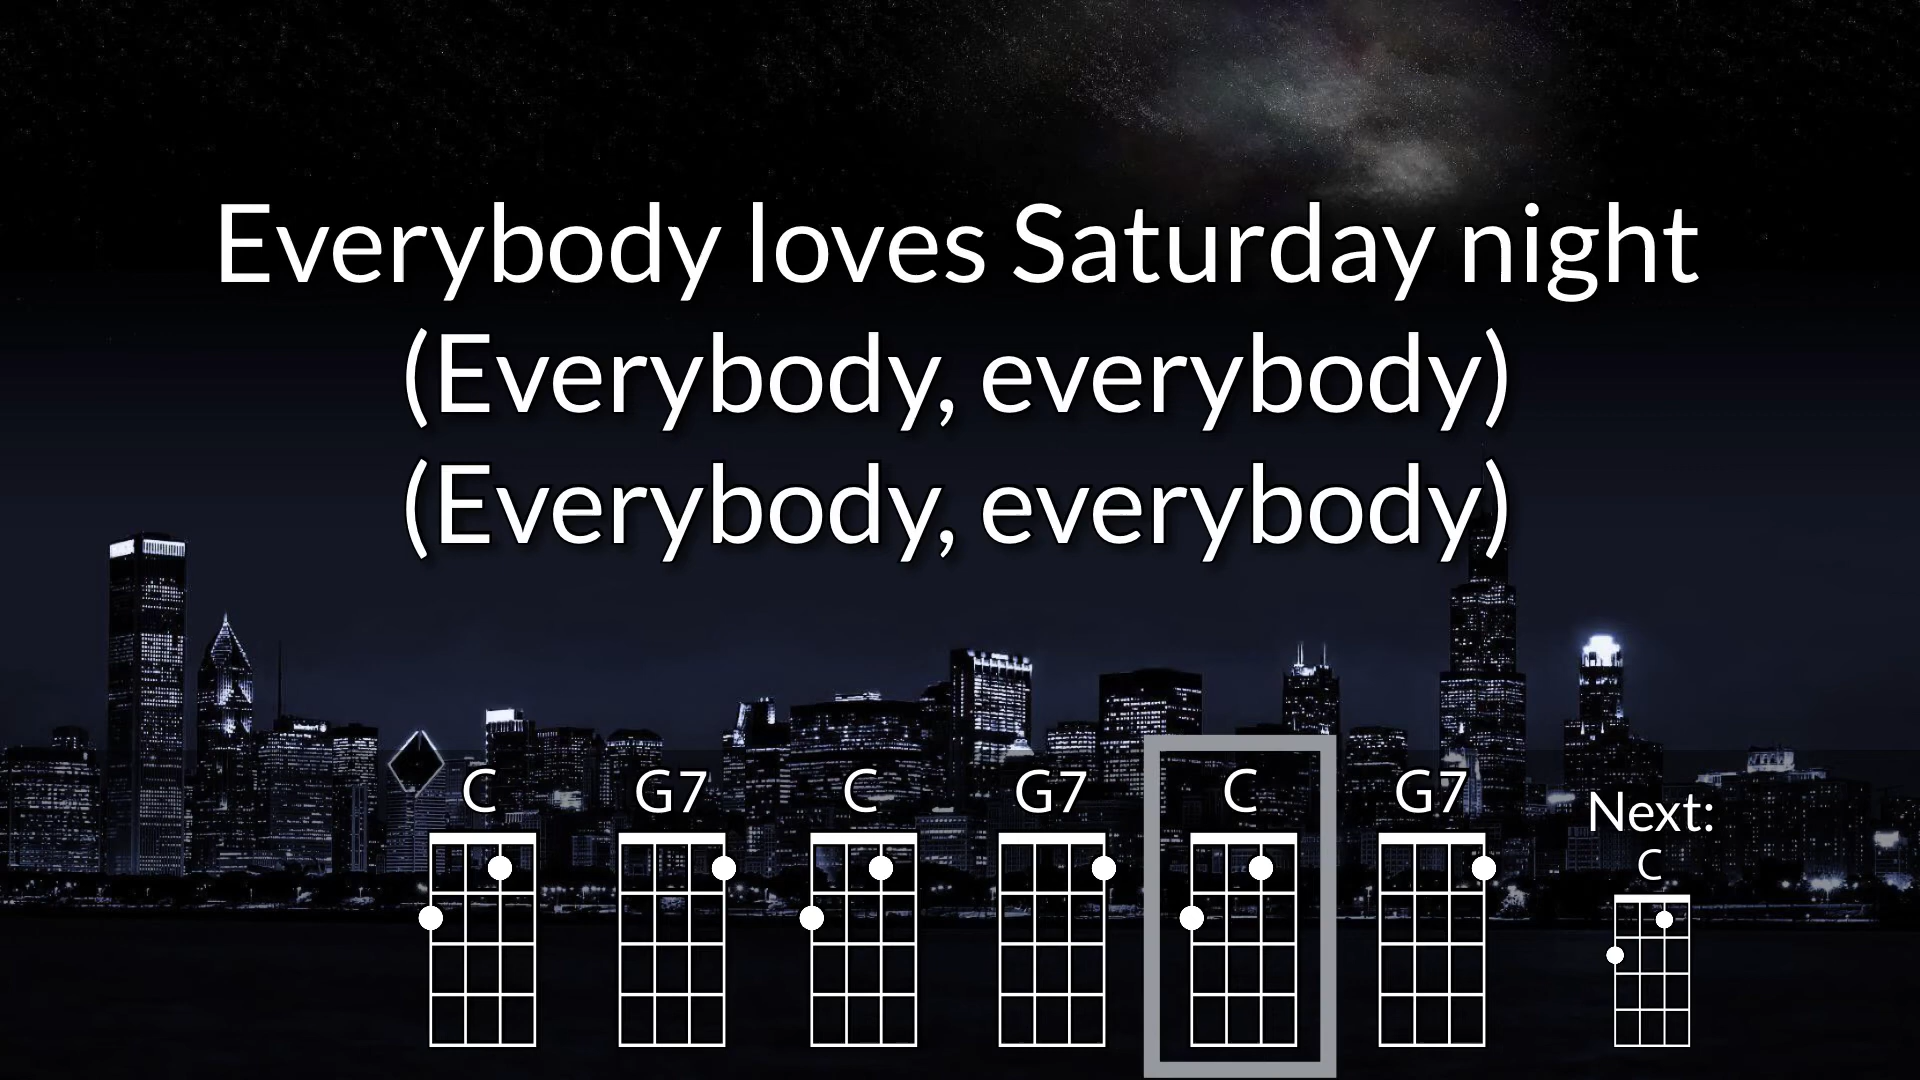 Everybody loves Saturday night
(Everybody, everybody)
(Everybody, everybody)
C G7 C G7 C G7
Next:
C